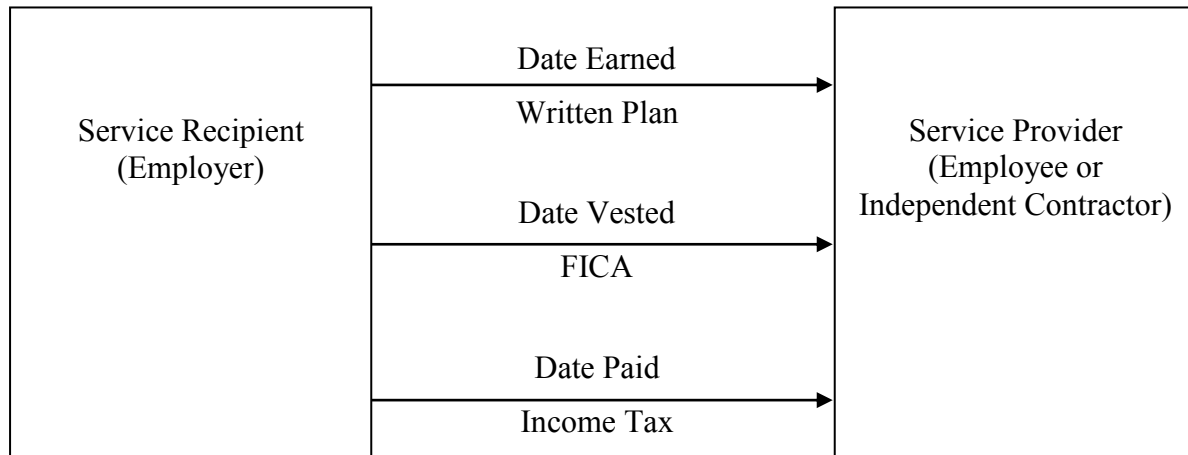 Service Recipient
(Employer)
Date Earned
Written Plan
Date Vested
FICA
Date Paid
Income Tax
Service Provider
(Employee or
Independent Contractor)